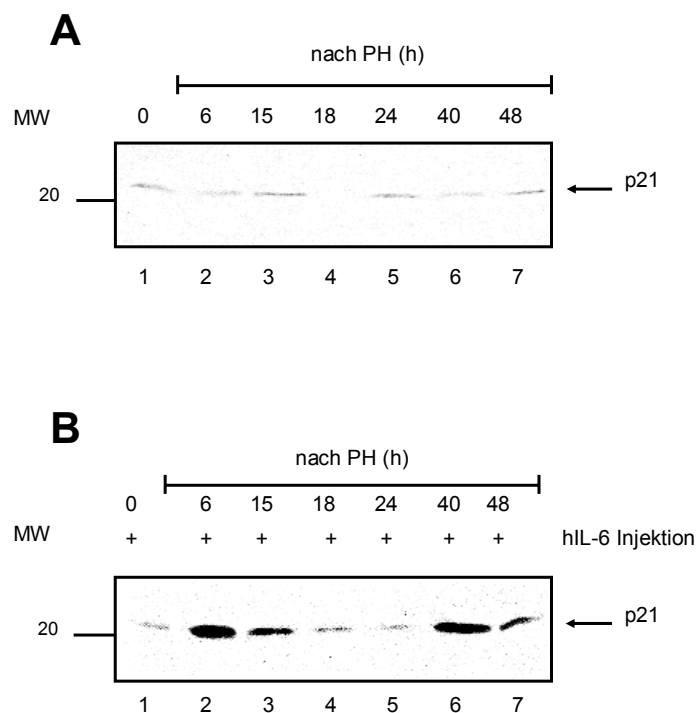 A
nach PH (h)
MW 0 6 15 18 24 40 48
20 p21
1 2 3 4 5 6 7
B
nach PH (h)
0 6 15 18 24 40 48
MW + + + + + + + hIL-6 Injektion
20 p21
1 2 3 4 5 6 7